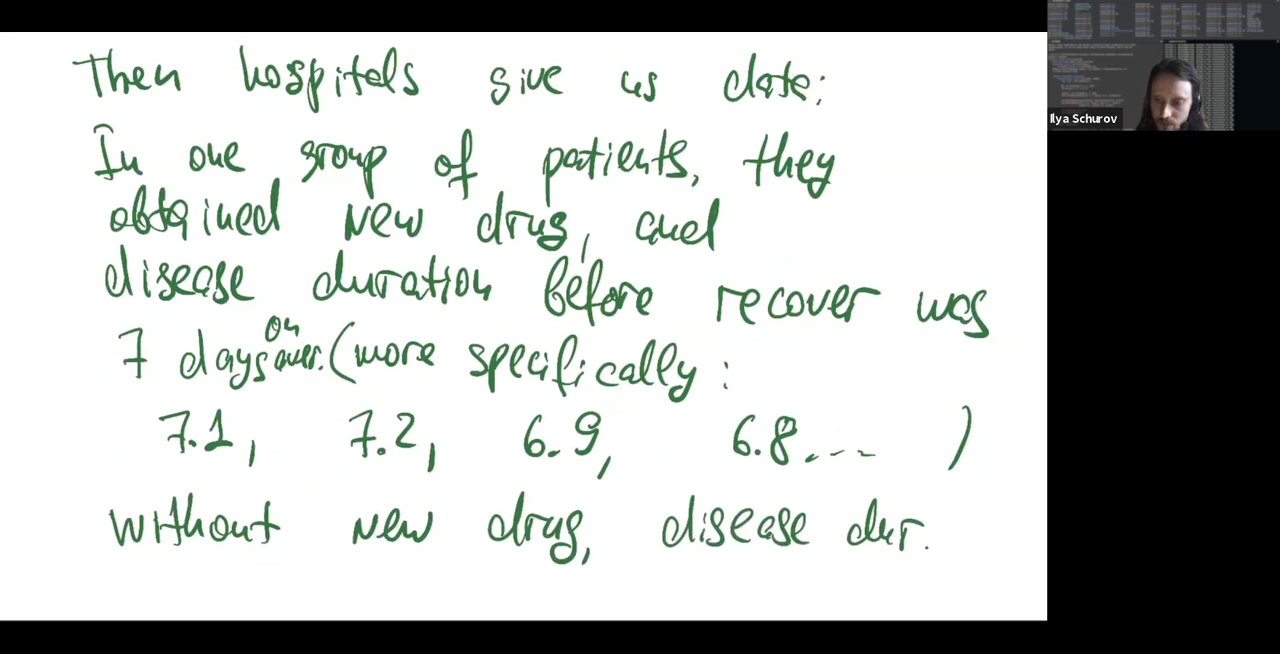 Then hospitals give us data:
In one group of patients, they
obtained new drug, and
disease duration before recover was
7 days on aver. (more specifically:
7.1, 7.2, 6.9, 6.8... )
without new drug, disease dur.
Ilya Schurov